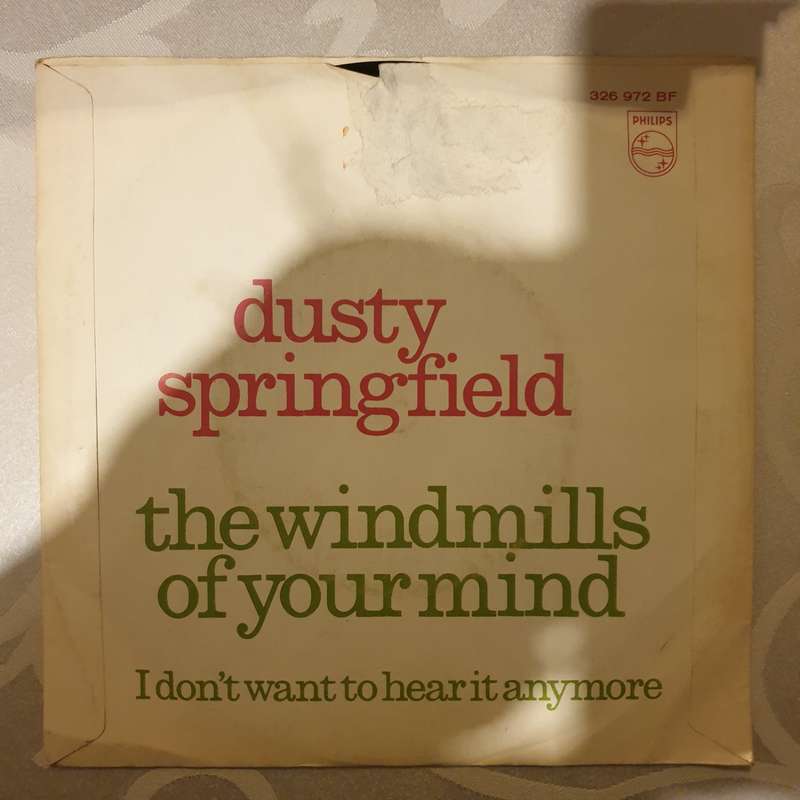 326 972 BF
PHILIPS
dusty
springfield
the windmills
of your mind
I don't want to hear it anymore